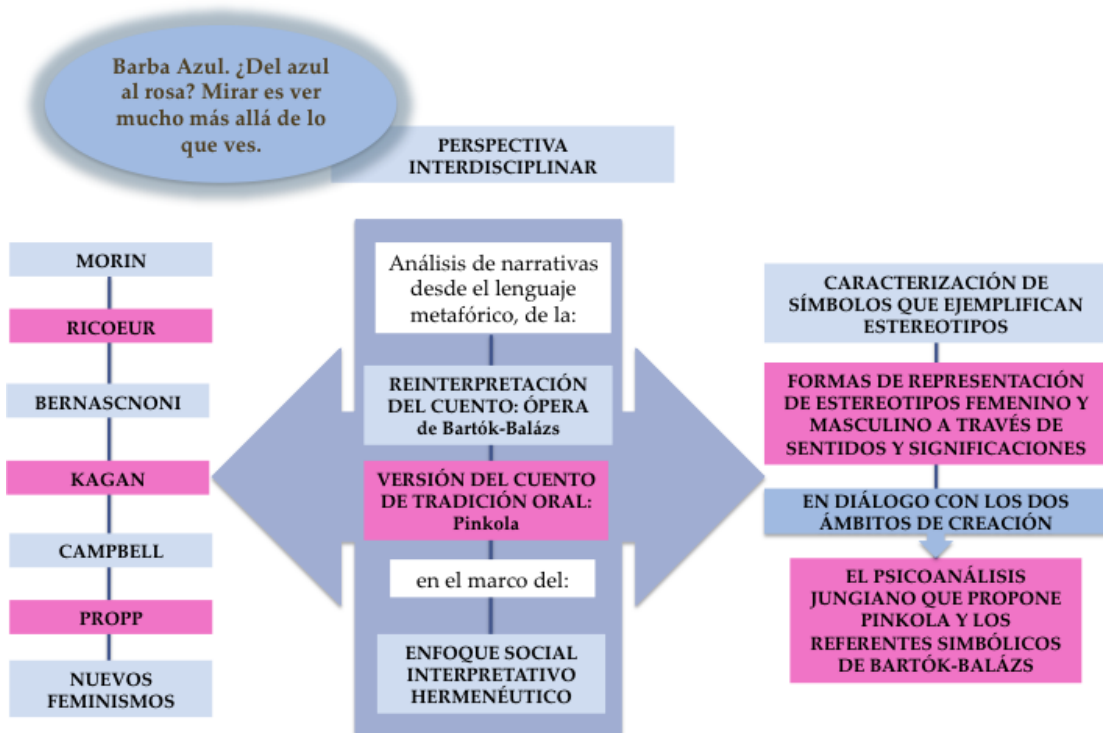 Barba Azul. ¿Del azul
al rosa? Mirar es ver
mucho más allá de lo
que ves.
PERSPECTIVA
INTERDISCIPLINAR
MORIN
RICOEUR
BERNASCNONI
KAGAN
CAMPBELL
PROPP
NUEVOS
FEMINISMOS
Análisis de narrativas
desde el lenguaje
metafórico, de la:
REINTERPRETACIÓN
DEL CUENTO: ÓPERA
de Bartók-Balázs
VERSIÓN DEL CUENTO
DE TRADICIÓN ORAL:
Pinkola
en el marco del:
ENFOQUE SOCIAL
INTERPRETATIVO
HERMENÉUTICO
CARACTERIZACIÓN DE
SÍMBOLOS QUE EJEMPLIFICAN
ESTEREOTIPOS
FORMAS DE REPRESENTACIÓN
DE ESTEREOTIPOS FEMENINO Y
MASCULINO A TRAVÉS DE
SENTIDOS Y SIGNIFICACIONES
EN DIÁLOGO CON LOS DOS
ÁMBITOS DE CREACIÓN
EL PSICOANÁLISIS
JUNGIANO QUE PROPONE
PINKOLA Y LOS
REFERENTES SIMBÓLICOS
DE BARTÓK-BALÁZS